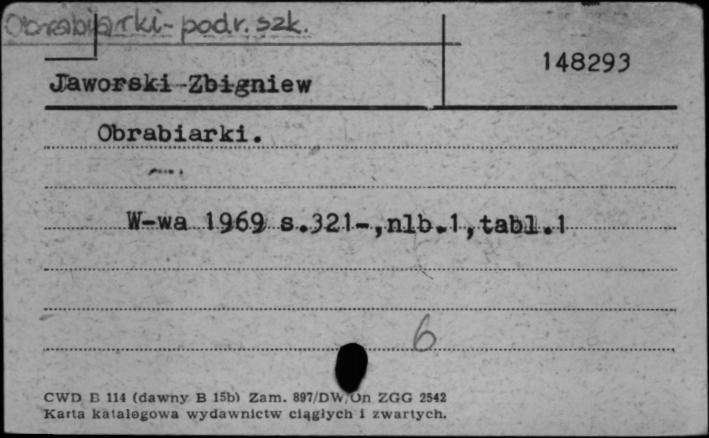 Obrabiarki - podr. szk.
148293
Jaworski Zbigniew
Obrabiarki.
W-wa 1969 s.321-,nlb.1,tabl.1
6
CWD B 114 (dawny B 15b) Zam. 897/DW/On ZGG 2542
Karta katalogowa wydawnictw ciągłych i zwartych.